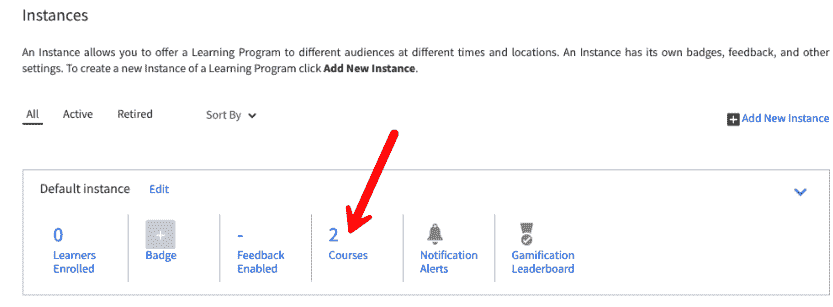 Instances
An Instance allows you to offer a Learning Program to different audiences at different times and locations. An Instance has its own badges, feedback, and other
settings. To create a new Instance of a Learning Program click Add New Instance.
All Active Retired Sort By Add New Instance
Default instance Edit
0 - 2
Learners Badge Feedback Courses Notification Gamification
Enrolled Enabled Alerts Leaderboard